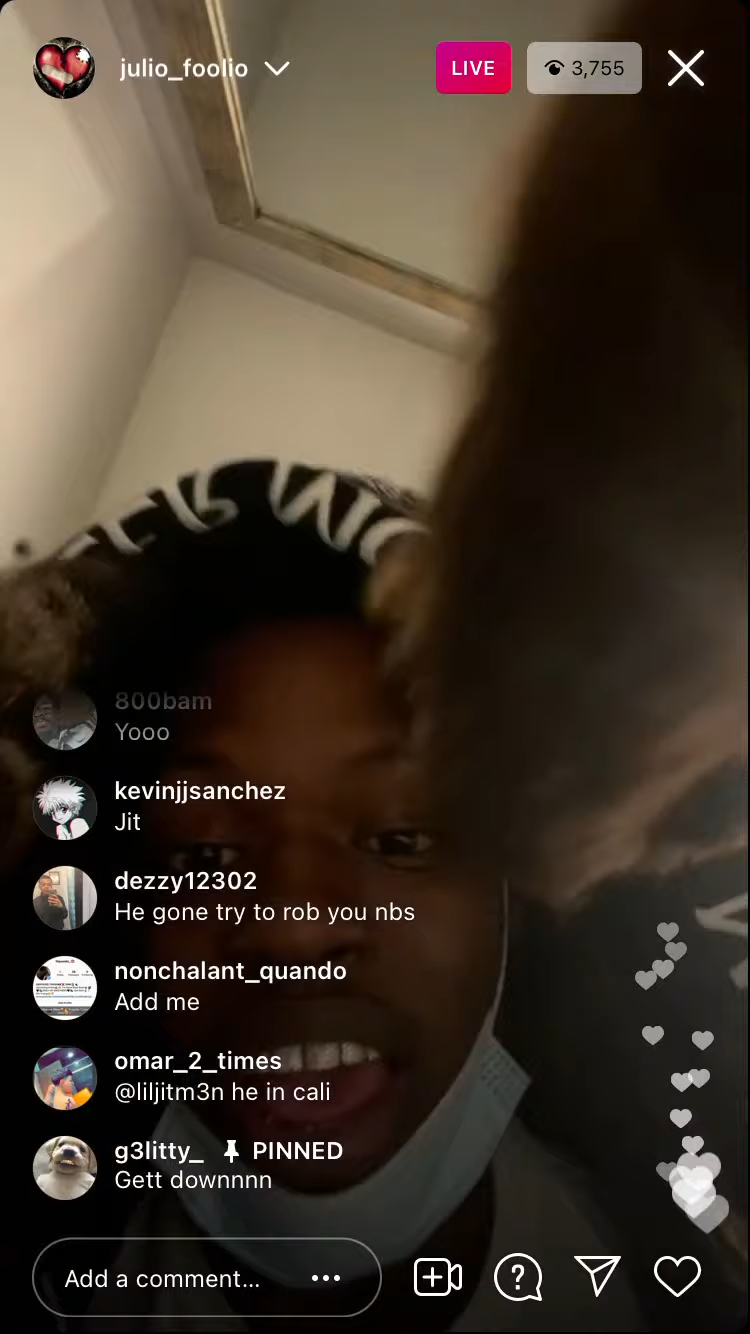 julio_foolio
LIVE
3,755
800bam
Yooo
kevinjjsanchez
Jit
dezzy12302
He gone try to rob you nbs
nonchalant_quando
Add me
omar_2_times
@liljitm3n he in cali
g3litty_ PINNED
Gett downnnn
Add a comment...